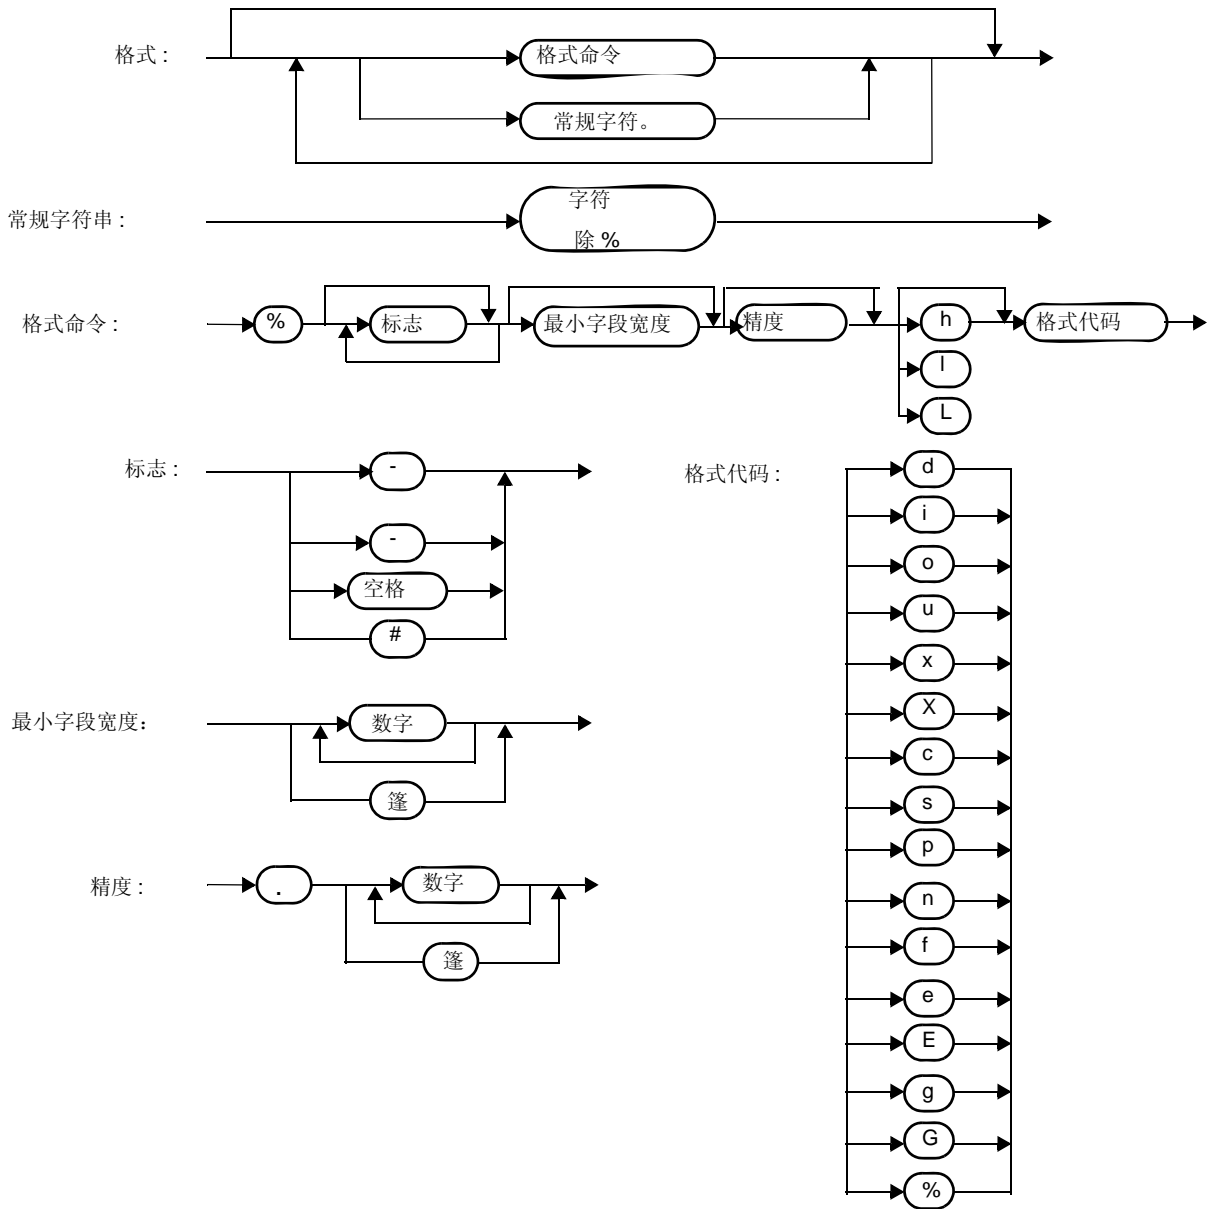 格式：
格式命令
常规字符。
常规字符串：
字符
除 %
格式命令：
%
标志
最小字段宽度
精度
h
l
L
格式代码
标志：
-
-
空格
#
格式代码：
d
i
o
u
x
X
c
s
p
n
f
e
E
g
G
%
最小字段宽度：
数字
篷
精度：
.
数字
篷